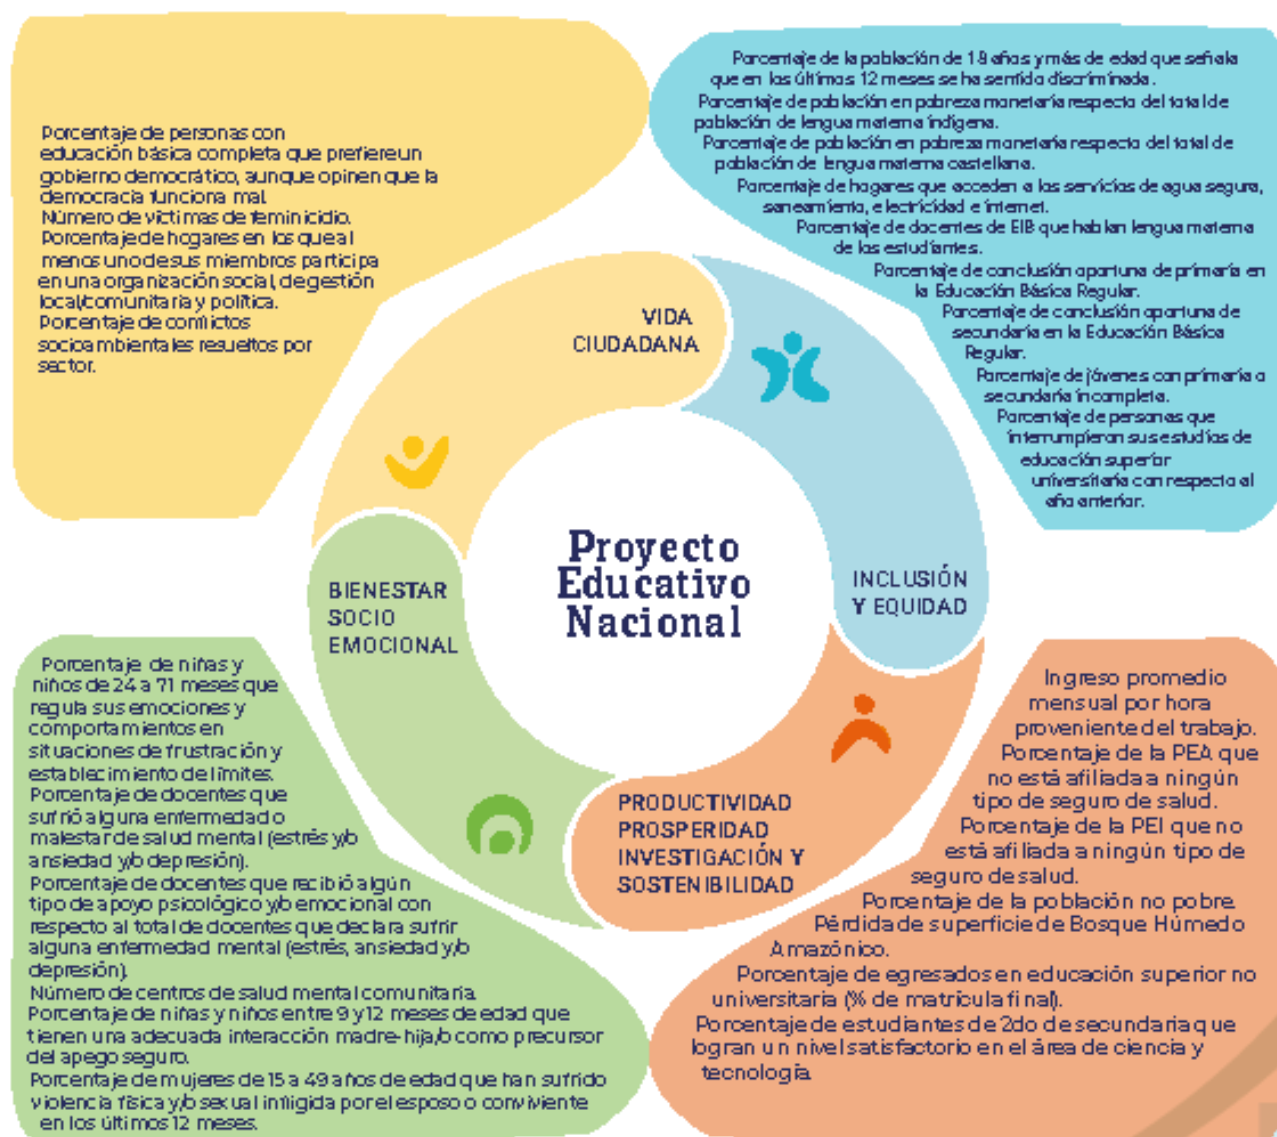 Porcentaje de personas con
educación básica completa que prefiere un
gobierno democrático, aunque opinen que la
democracia funciona mal.
Número de víctimas de feminicidio.
Porcentaje de hogares en los que al
menos uno de sus miembros participa
en una organización social, de gestión
local/comunitaria y política.
Porcentaje de conflictos
socioambientales resueltos por
sector.
Porcentaje de la población de 18 años y más de edad que señala
que en los últimos 12 meses se ha sentido discriminada.
Porcentaje de población en pobreza monetaria respecto del total de
población de lengua materna indígena.
Porcentaje de población en pobreza monetaria respecto del total de
población de lengua materna castellana.
Porcentaje de hogares que acceden a los servicios de agua segura,
saneamiento, electricidad e internet.
Porcentaje de docentes de EIB que hablan lengua materna
de los estudiantes.
Porcentaje de conclusión oportuna de primaria en
la Educación Básica Regular.
Porcentaje de conclusión oportuna de
secundaria en la Educación Básica
Regular.
Porcentaje de jóvenes con primaria o
secundaria incompleta.
Porcentaje de personas que
interrumpieron sus estudios de
educación superior
universitaria con respecto al
año anterior.
VIDA
CIUDADANA
Proyecto
Educativo
Nacional
INCLUSIÓN
Y EQUIDAD
BIENESTAR
SOCIO
EMOCIONAL
PRODUCTIVIDAD
PROSPERIDAD
INVESTIGACIÓN Y
SOSTENIBILIDAD
Porcentaje de niñas y
niños de 24 a 71 meses que
regula sus emociones y
comportamientos en
situaciones de frustración y
establecimiento de límites.
Porcentaje de docentes que
sufrió alguna enfermedad o
malestar de salud mental (estrés y/o
ansiedad y/o depresión).
Porcentaje de docentes que recibió algún
tipo de apoyo psicológico y/o emocional con
respecto al total de docentes que declara sufrir
alguna enfermedad mental (estrés, ansiedad y/o
depresión).
Número de centros de salud mental comunitaria.
Porcentaje de niñas y niños entre 9 y 12 meses de edad que
tienen una adecuada interacción madre-hija/o como precursor
del apego seguro.
Porcentaje de mujeres de 15 a 49 años de edad que han sufrido
violencia física y/o sexual infligida por el esposo o conviviente
en los últimos 12 meses.
Ingreso promedio
mensual por hora
proveniente del trabajo.
Porcentaje de la PEA que
no está afiliada a ningún
tipo de seguro de salud.
Porcentaje de la PEI que no
está afiliada a ningún tipo de
seguro de salud.
Porcentaje de la población no pobre.
Pérdida de superficie de Bosque Húmedo
Amazónico.
Porcentaje de egresados en educación superior no
universitaria (% de matrícula final).
Porcentaje de estudiantes de 2do de secundaria que
logran un nivel satisfactorio en el área de ciencia y
tecnología.